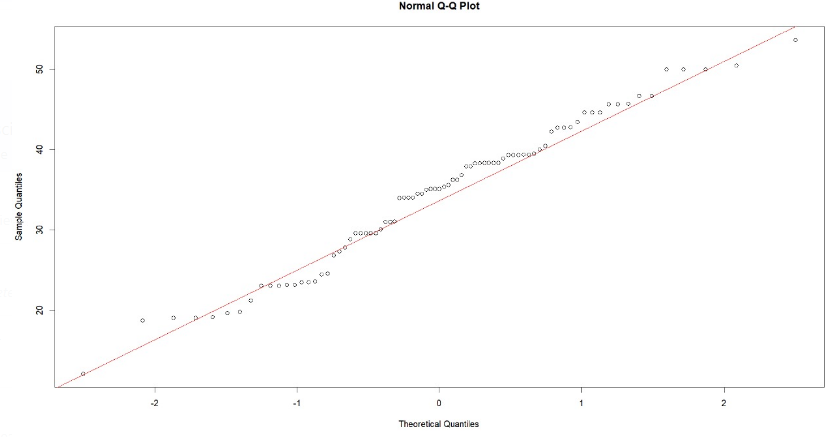 Normal Q-Q Plot
50
40
30
20
Sample Quantiles
-2 -1 0 1 2
Theoretical Quantiles